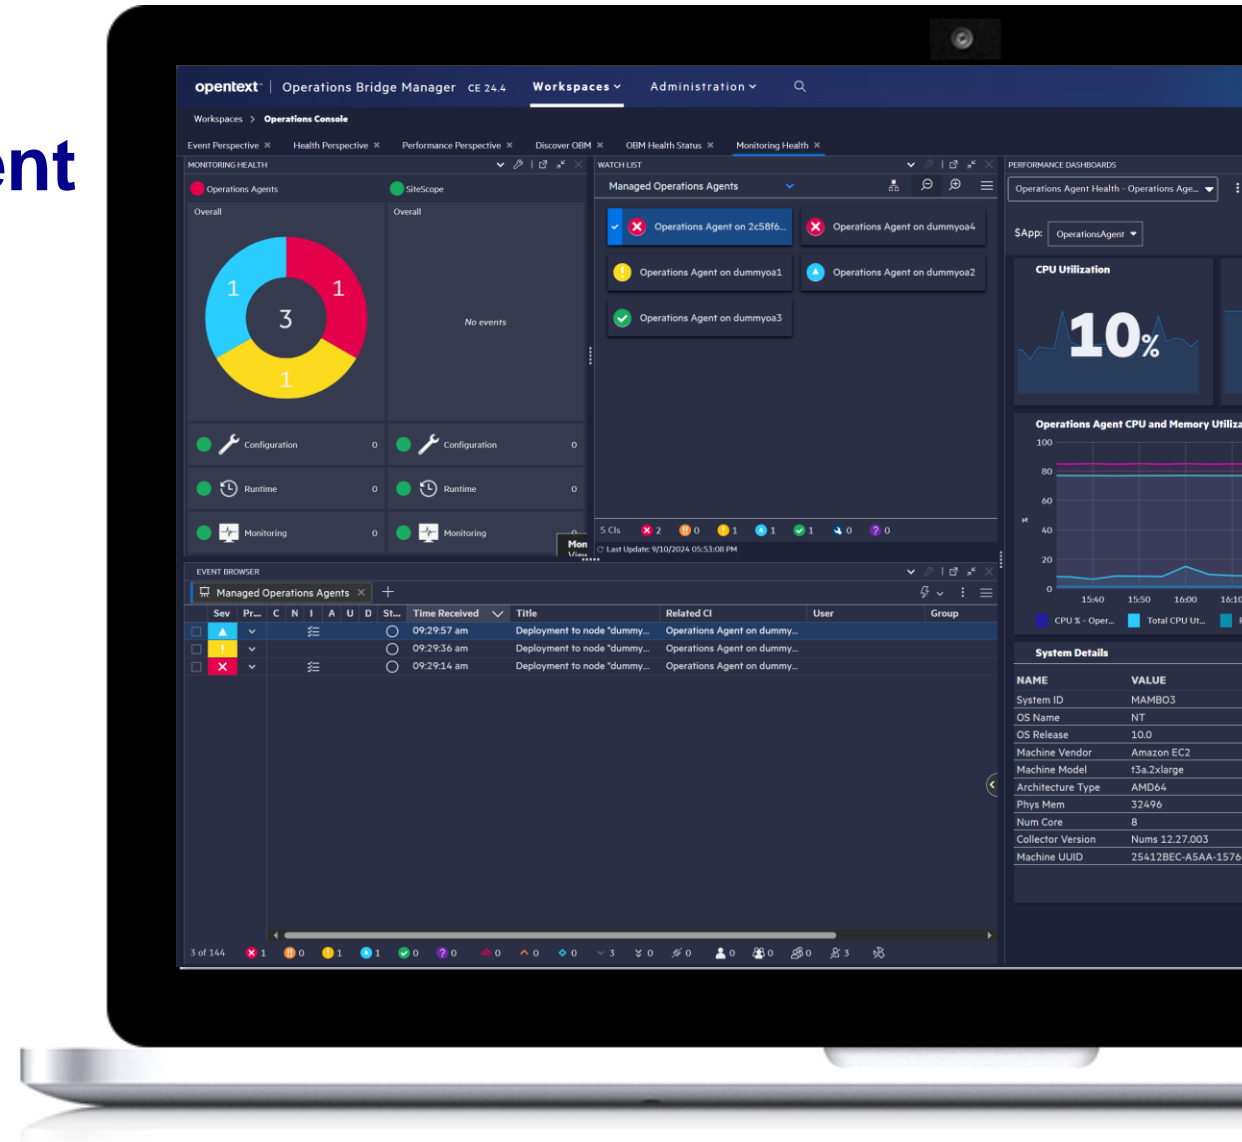 ent
opentext™ | Operations Bridge Manager CE 24.4 Workspaces Administration
Workspaces > Operations Console
Event Perspective × Health Perspective × Performance Perspective × Discover OBM × OBM Health Status × Monitoring Health ×
MONITORING HEALTH
Operations Agents SiteScope
Overall Overall
1 1
3
1
No events
Configuration 0 Configuration 0
Runtime 0 Runtime 0
Monitoring 0 Monitoring 0
Mon
View
WATCH LIST
Managed Operations Agents
Operations Agent on 2c58f6... Operations Agent on dummyoa4
Operations Agent on dummyoa1 Operations Agent on dummyoa2
Operations Agent on dummyoa3
5 CIs 2 0 1 1 1 0 0
Last Update: 9/10/2024 05:53:08 PM
PERFORMANCE DASHBOARDS
Operations Agent Health - Operations Age...
$App: OperationsAgent
CPU Utilization
10%
Operations Agent CPU and Memory Utiliza
100
80
60
%
40
20
0
15:40 15:50 16:00 16:10
CPU % - Oper... Total CPU Ut...
System Details
NAME VALUE
System ID MAMBO3
OS Name NT
OS Release 10.0
Machine Vendor Amazon EC2
Machine Model t3a.2xlarge
Architecture Type AMD64
Phys Mem 32496
Num Core 8
Collector Version Nums 12.27.003
Machine UUID 25412BEC-A5AA-1576
EVENT BROWSER
Managed Operations Agents × +
Sev Pr... C N I A U D St... Time Received Title Related CI User Group
09:29:57 am Deployment to node "dummy... Operations Agent on dummy...
09:29:36 am Deployment to node "dummy... Operations Agent on dummy...
09:29:14 am Deployment to node "dummy... Operations Agent on dummy...
3 of 144 1 0 1 1 0 0 0 0 0 3 0 0 0 0 0 3